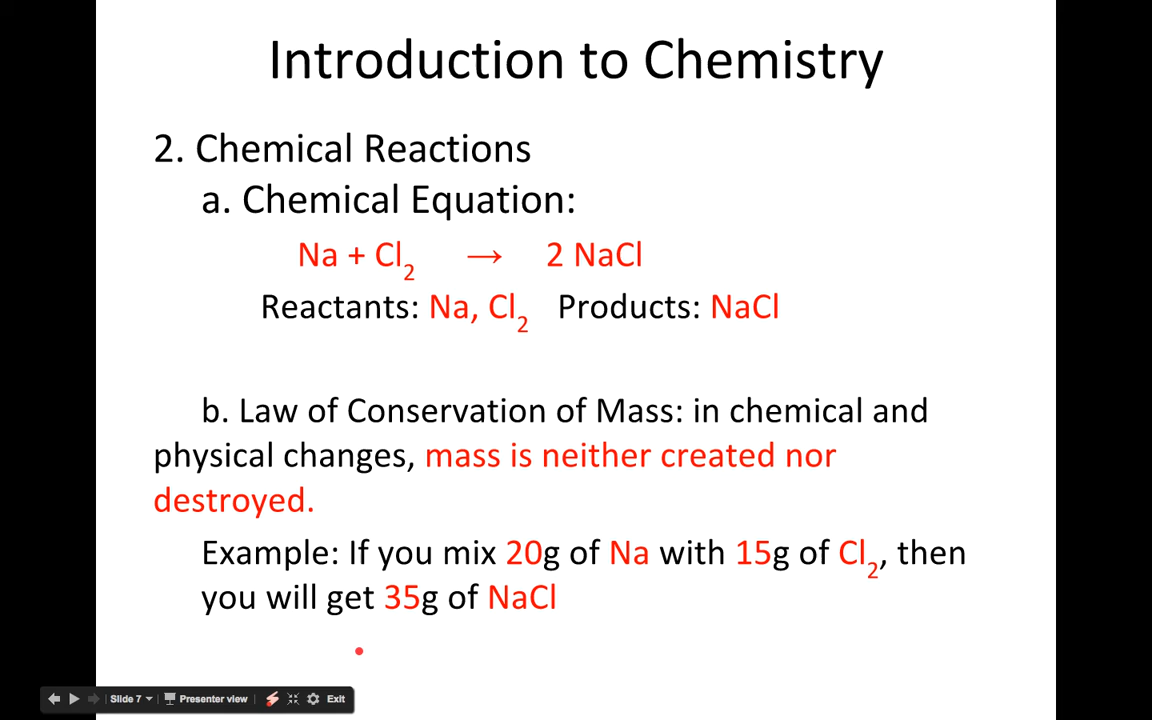 Introduction to Chemistry
2. Chemical Reactions
a. Chemical Equation:
Na + Cl₂ → 2 NaCl
Reactants: Na, Cl₂ Products: NaCl
b. Law of Conservation of Mass: in chemical and
physical changes, mass is neither created nor
destroyed.
Example: If you mix 20g of Na with 15g of Cl₂, then
you will get 35g of NaCl
Slide 7 Presenter view Exit